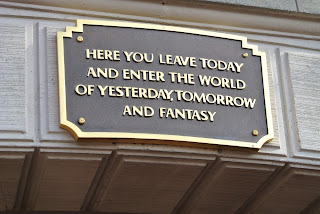 HERE YOU LEAVE TODAY
AND ENTER THE WORLD
OF YESTERDAY, TOMORROW
AND FANTASY